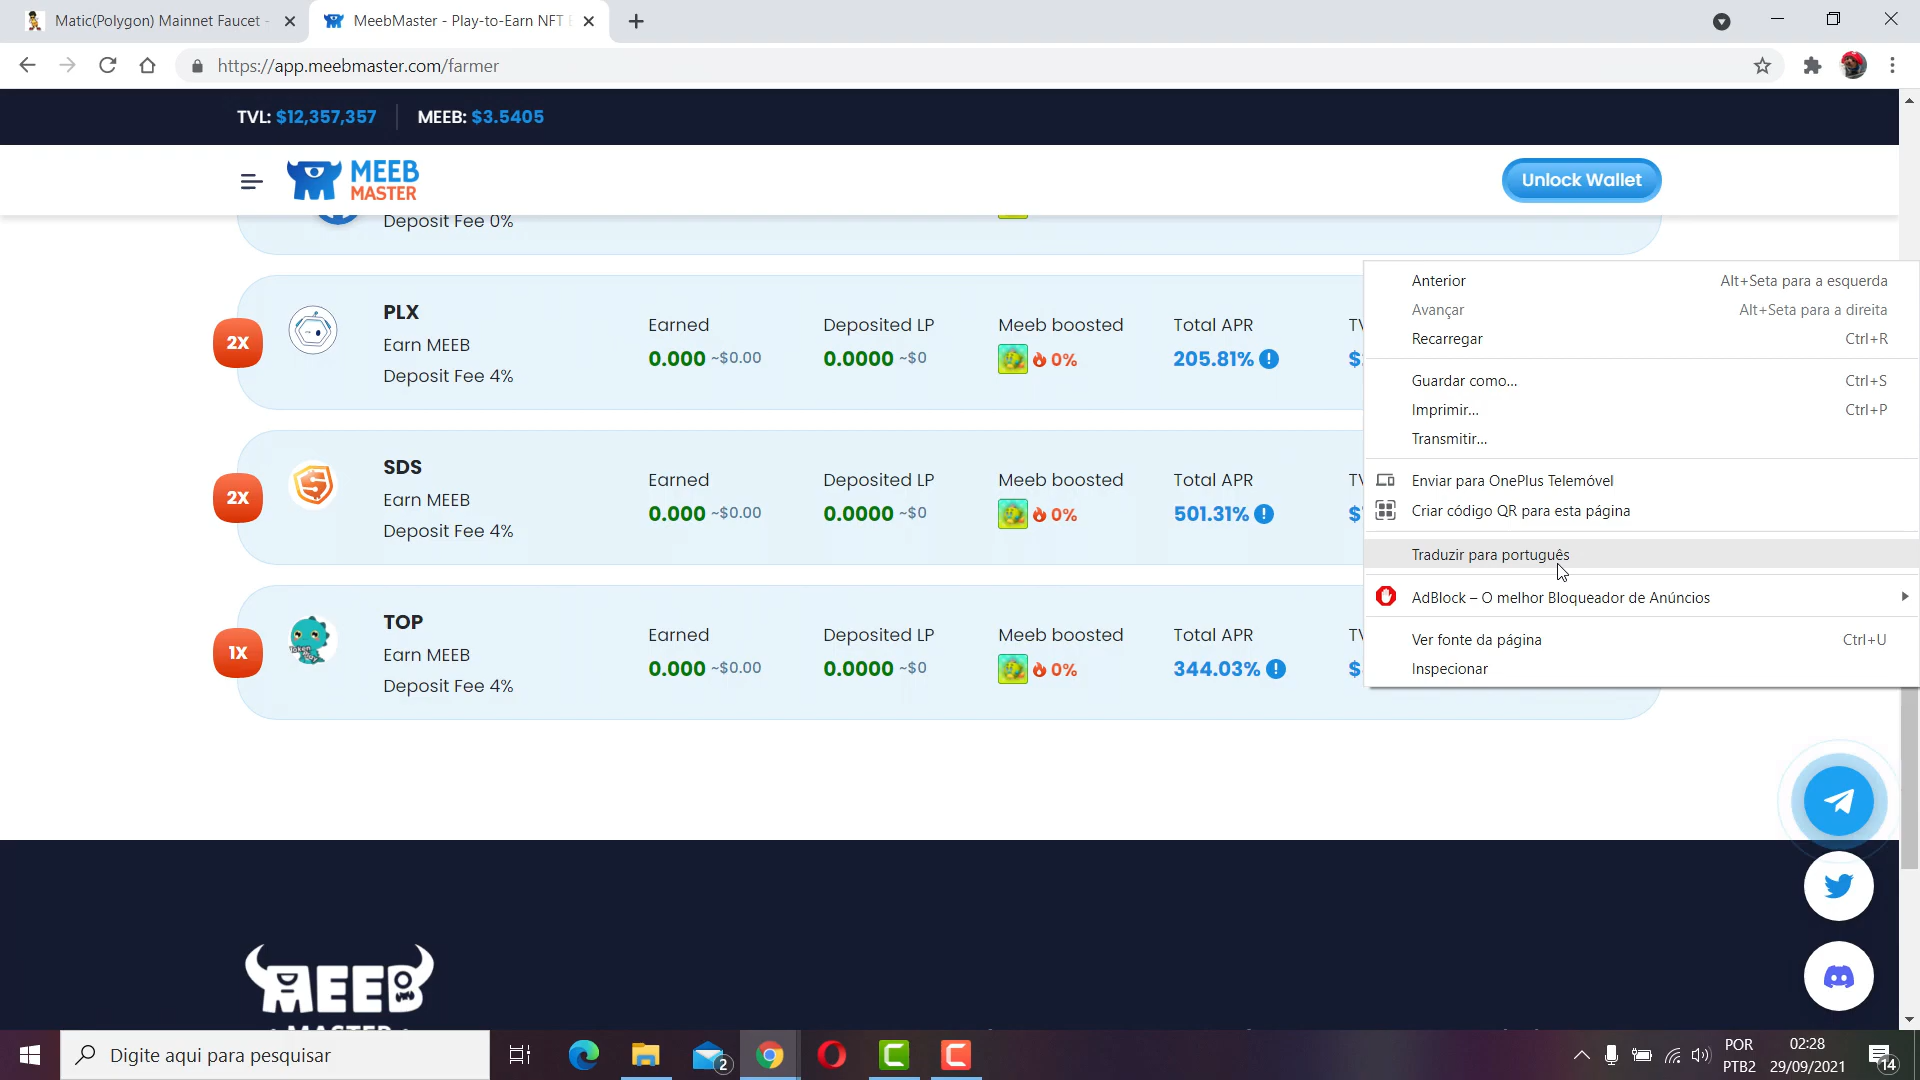 Matic(Polygon) Mainnet Faucet -
MeebMaster - Play-to-Earn NFT
https://app.meebmaster.com/farmer
TVL: $12,357,357
MEEB: $3.5405
MEEB
MASTER
Unlock Wallet
Deposit Fee 0%
2X
PLX
Earn MEEB
Deposit Fee 4%
Earned
0.000 ~$0.00
Deposited LP
0.0000 ~$0
Meeb boosted
0%
Total APR
205.81%
$
2X
SDS
Earn MEEB
Deposit Fee 4%
Earned
0.000 ~$0.00
Deposited LP
0.0000 ~$0
Meeb boosted
0%
Total APR
501.31%
$
1X
TOP
Earn MEEB
Deposit Fee 4%
Earned
0.000 ~$0.00
Deposited LP
0.0000 ~$0
Meeb boosted
0%
Total APR
344.03%
$
Anterior Alt+Seta para a esquerda
Avançar Alt+Seta para a direita
Recarregar Ctrl+R
Guardar como... Ctrl+S
Imprimir... Ctrl+P
Transmitir...
Enviar para OnePlus Telemóvel
Criar código QR para esta página
Traduzir para português
AdBlock – O melhor Bloqueador de Anúncios
Ver fonte da página Ctrl+U
Inspecionar
MEEB
MASTER
Digite aqui para pesquisar
2
POR
PTB2
02:28
29/09/2021
14